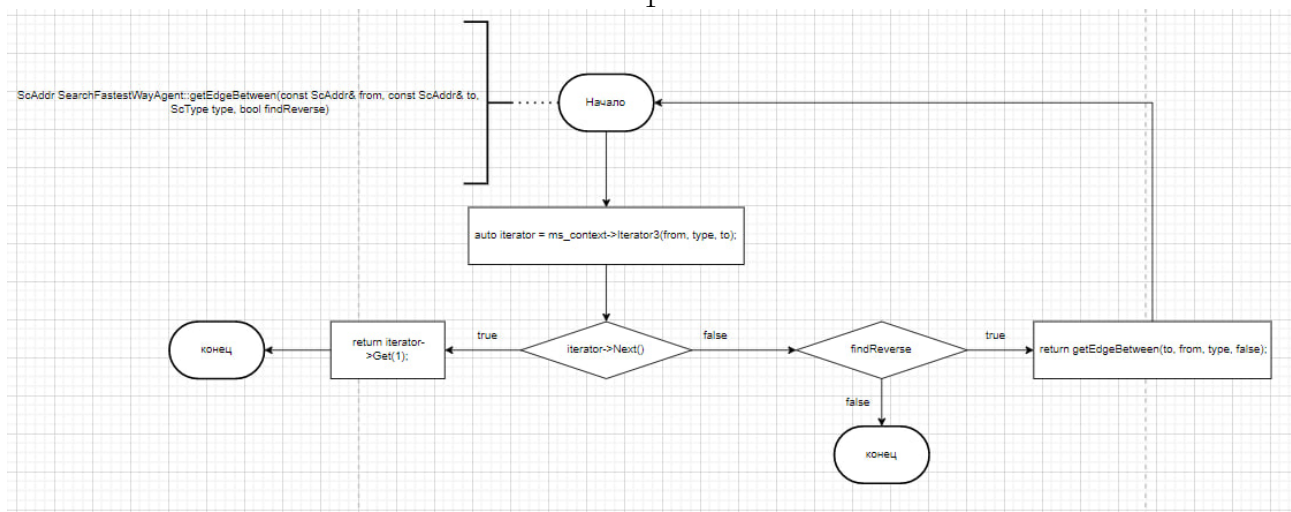 1
ScAddr SearchFastestWayAgent::getEdgeBetween(const ScAddr& from, const ScAddr& to,
ScType type, bool findReverse)
Начало
auto iterator = ms_context->Iterator3(from, type, to);
конец
return iterator-
>Get(1);
true
iterator->Next()
false
findReverse
true
return getEdgeBetween(to, from, type, false);
false
конец